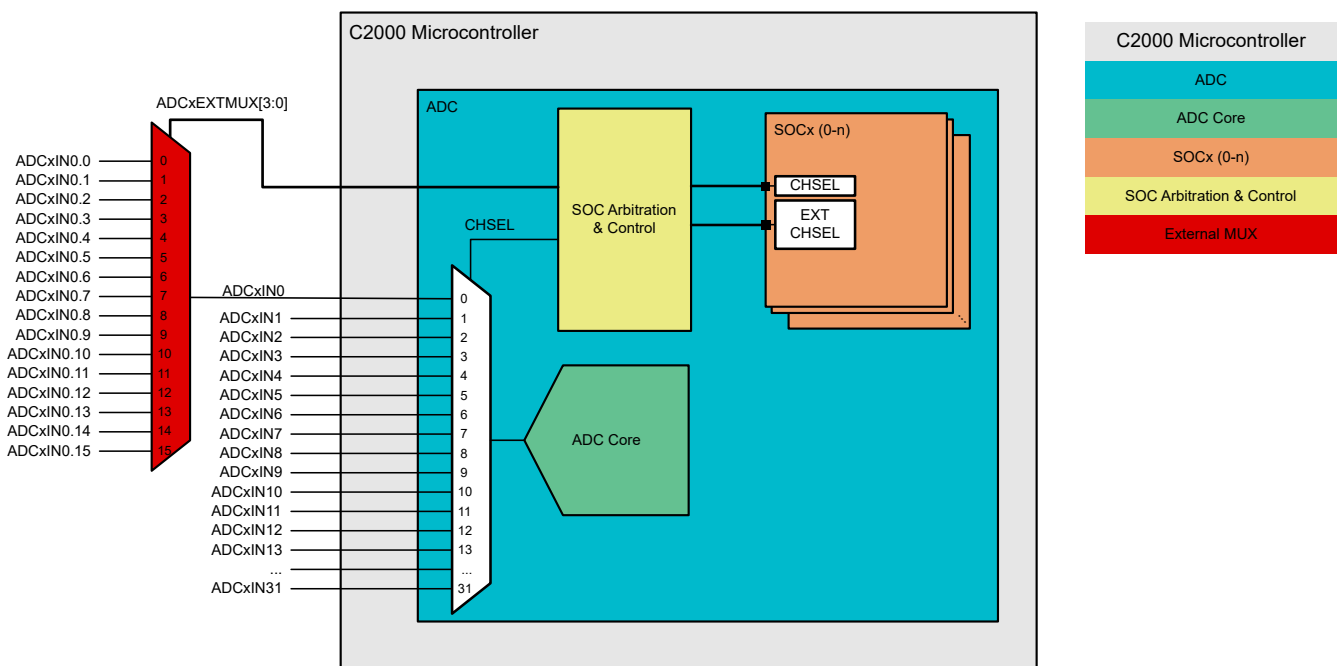 C2000 Microcontroller
ADCxEXTMUX[3:0]
ADCxIN0.0
ADCxIN0.1
ADCxIN0.2
ADCxIN0.3
ADCxIN0.4
ADCxIN0.5
ADCxIN0.6
ADCxIN0.7
ADCxIN0.8
ADCxIN0.9
ADCxIN0.10
ADCxIN0.11
ADCxIN0.12
ADCxIN0.13
ADCxIN0.14
ADCxIN0.15
0
1
2
3
4
5
6
7
8
9
10
11
12
13
14
15
ADCxIN0
ADCxIN1
ADCxIN2
ADCxIN3
ADCxIN4
ADCxIN5
ADCxIN6
ADCxIN7
ADCxIN8
ADCxIN9
ADCxIN10
ADCxIN11
ADCxIN12
ADCxIN13
...
ADCxIN31
ADC
CHSEL
0
1
2
3
4
5
6
7
8
9
10
11
12
13
...
31
SOC Arbitration
& Control
ADC Core
SOCx (0-n)
CHSEL
EXT
CHSEL
C2000 Microcontroller
ADC
ADC Core
SOCx (0-n)
SOC Arbitration & Control
External MUX